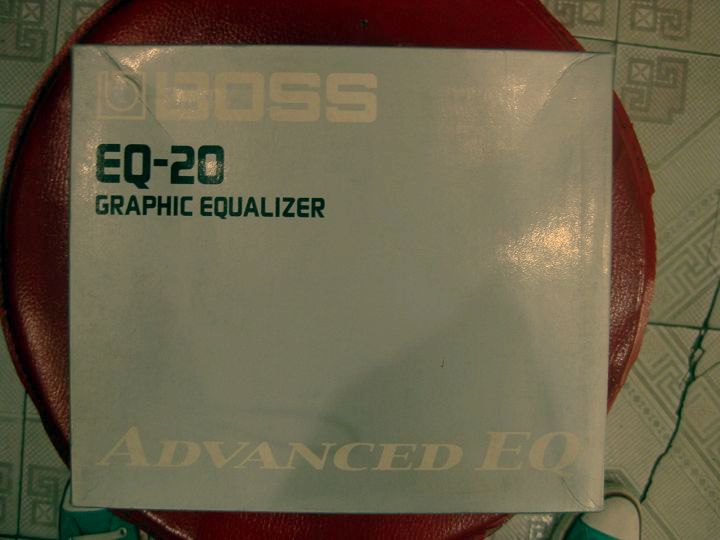 BOSS
EQ-20
GRAPHIC EQUALIZER
ADVANCED EQ